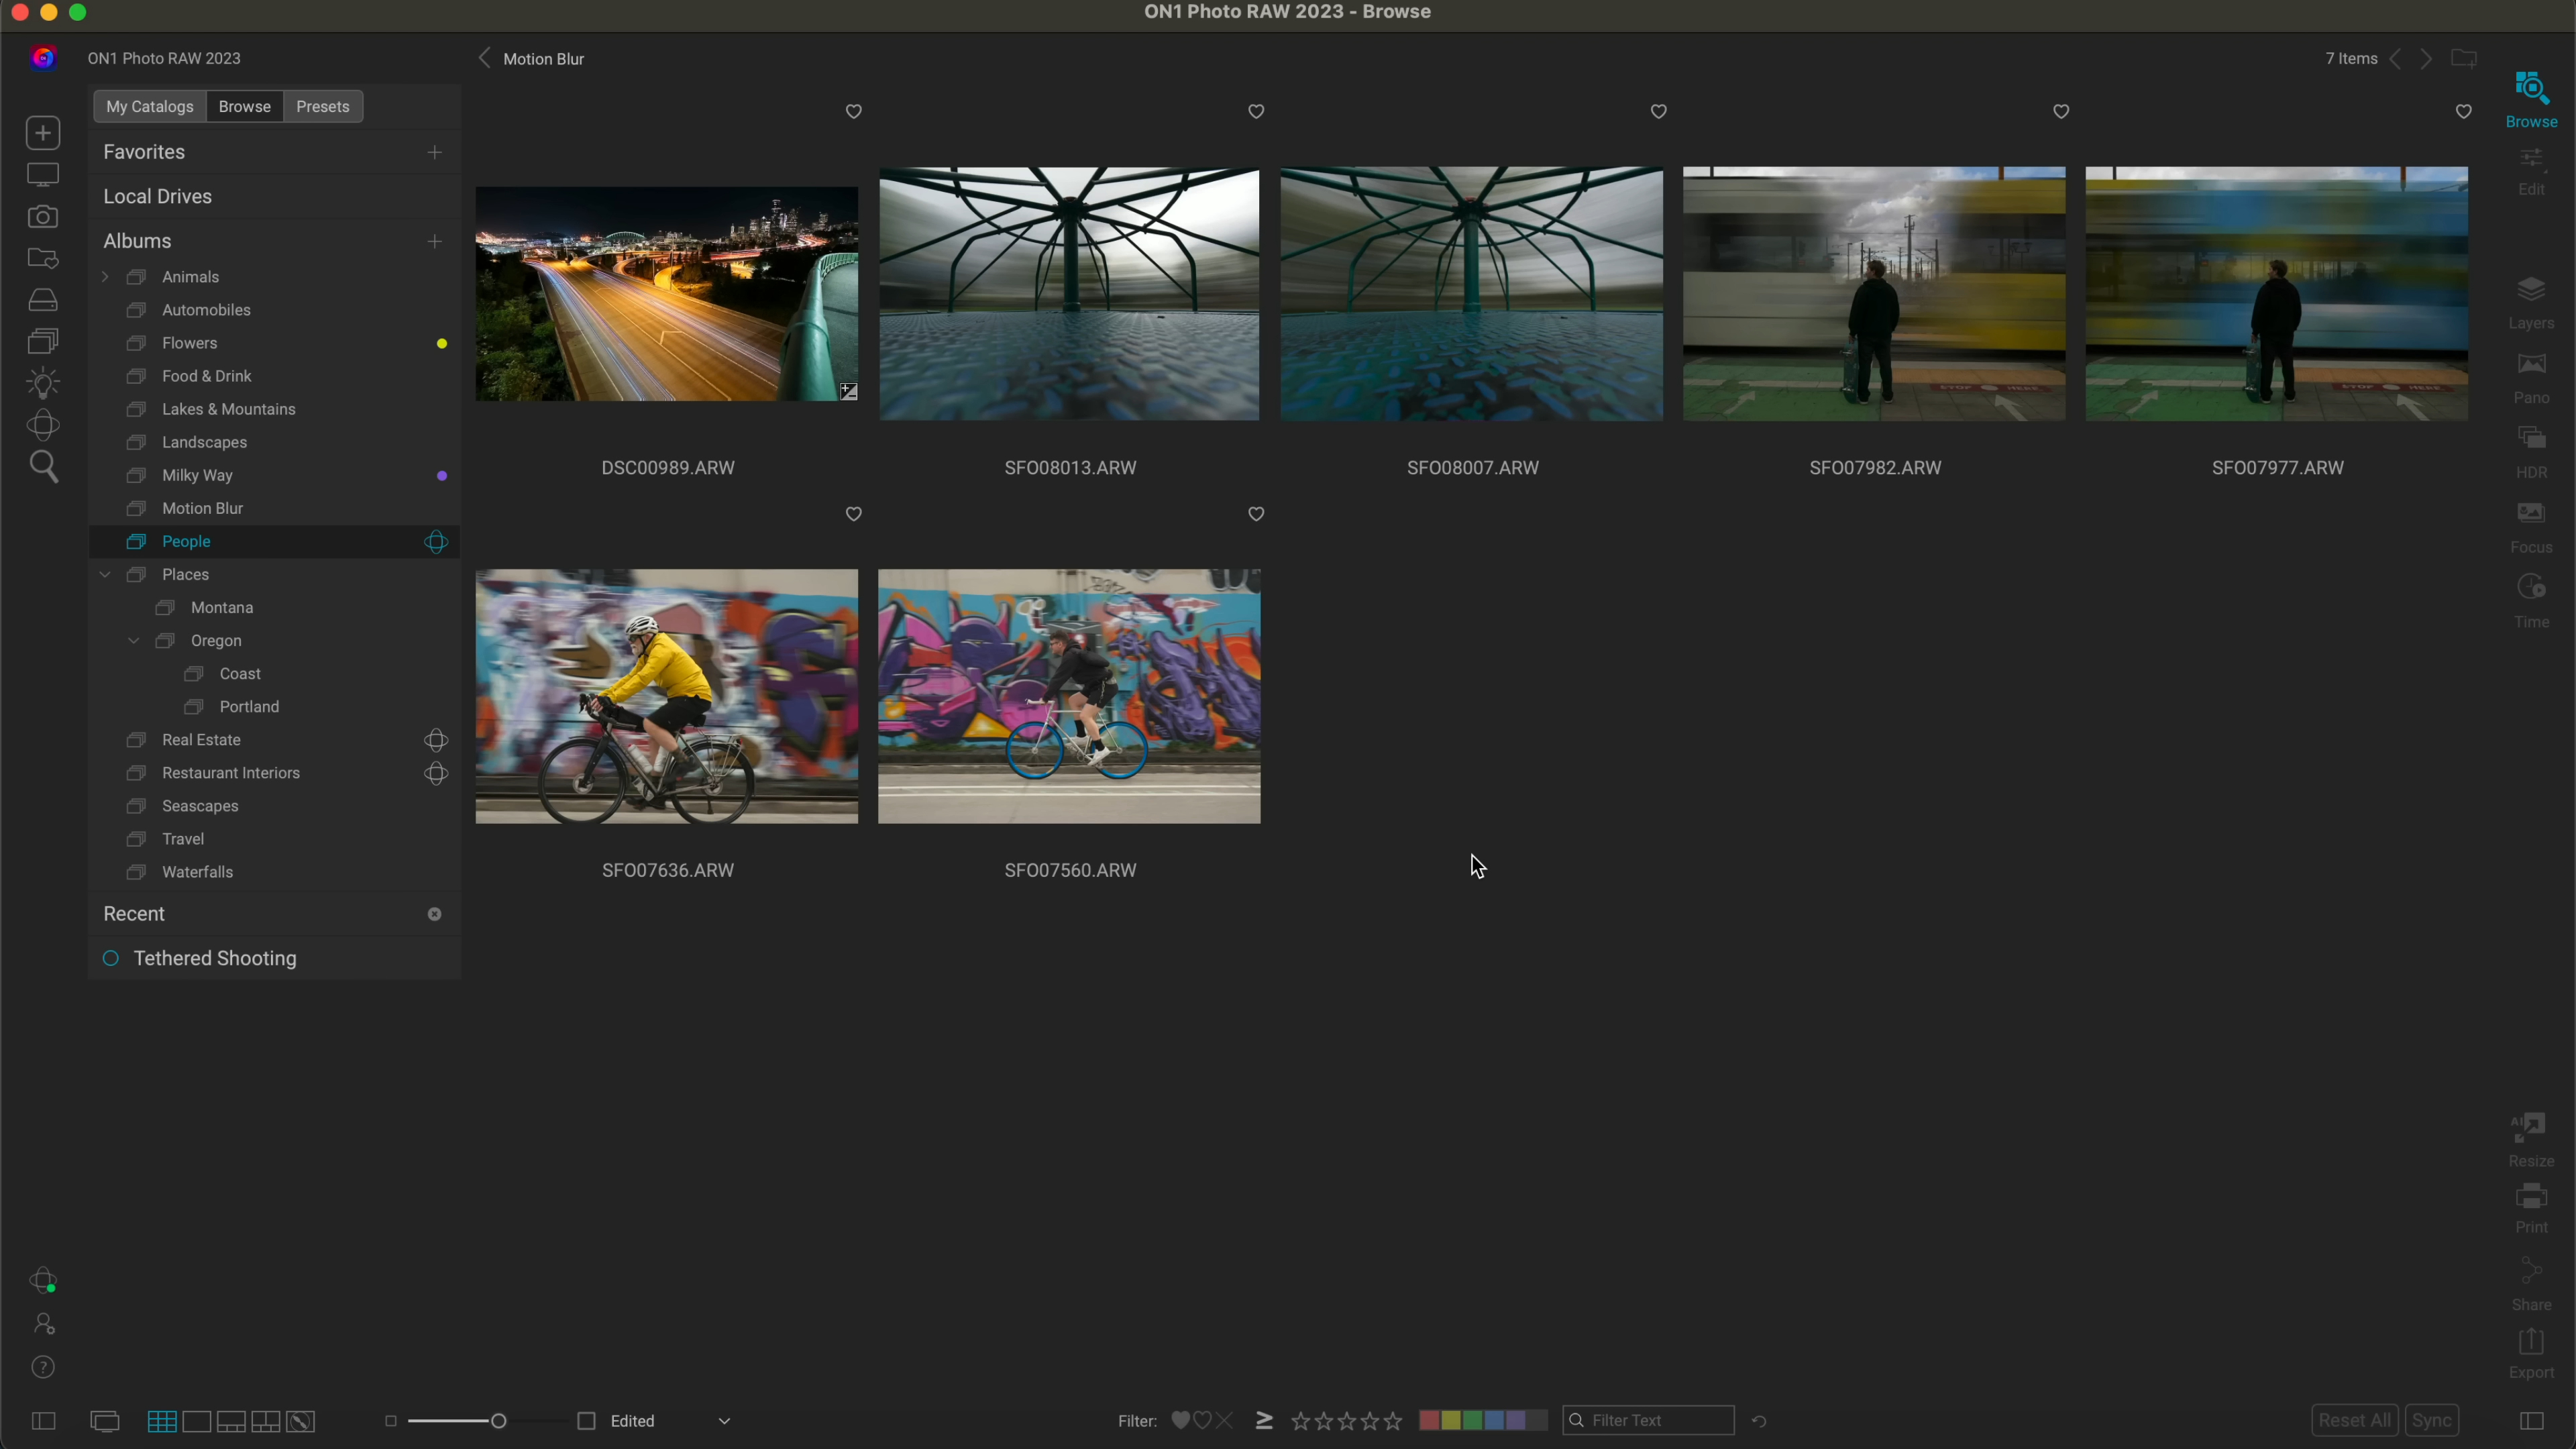 ON1 Photo RAW 2023 - Browse
ON1 Photo RAW 2023
Motion Blur
7 Items
My Catalogs
Browse
Presets
Favorites
Local Drives
Albums
Animals
Automobiles
Flowers
Food & Drink
Lakes & Mountains
Landscapes
Milky Way
Motion Blur
People
Places
Montana
Oregon
Coast
Portland
Real Estate
Restaurant Interiors
Seascapes
Travel
Waterfalls
Recent
Tethered Shooting
DSC00989.ARW
SFO08013.ARW
SFO08007.ARW
SFO07982.ARW
SFO07977.ARW
SFO07636.ARW
SFO07560.ARW
Browse
Edit
Layers
Pano
HDR
Focus
Time
AI
Resize
Print
Share
Export
Edited
Filter:
Filter Text
Reset All
Sync